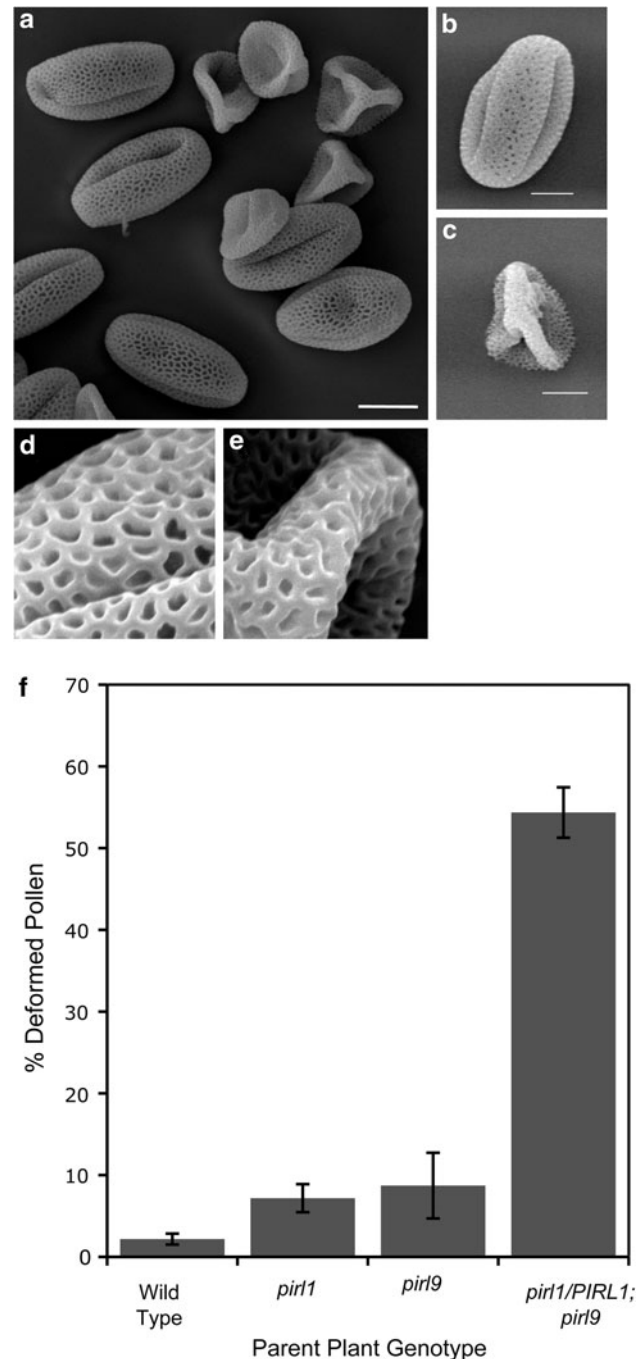 a
b
c
d
e
f
70
60
50
40
30
20
10
0
% Deformed Pollen
Wild
Type
pirl1
pirl9
pirl1/PIRL1;
pirl9
Parent Plant Genotype